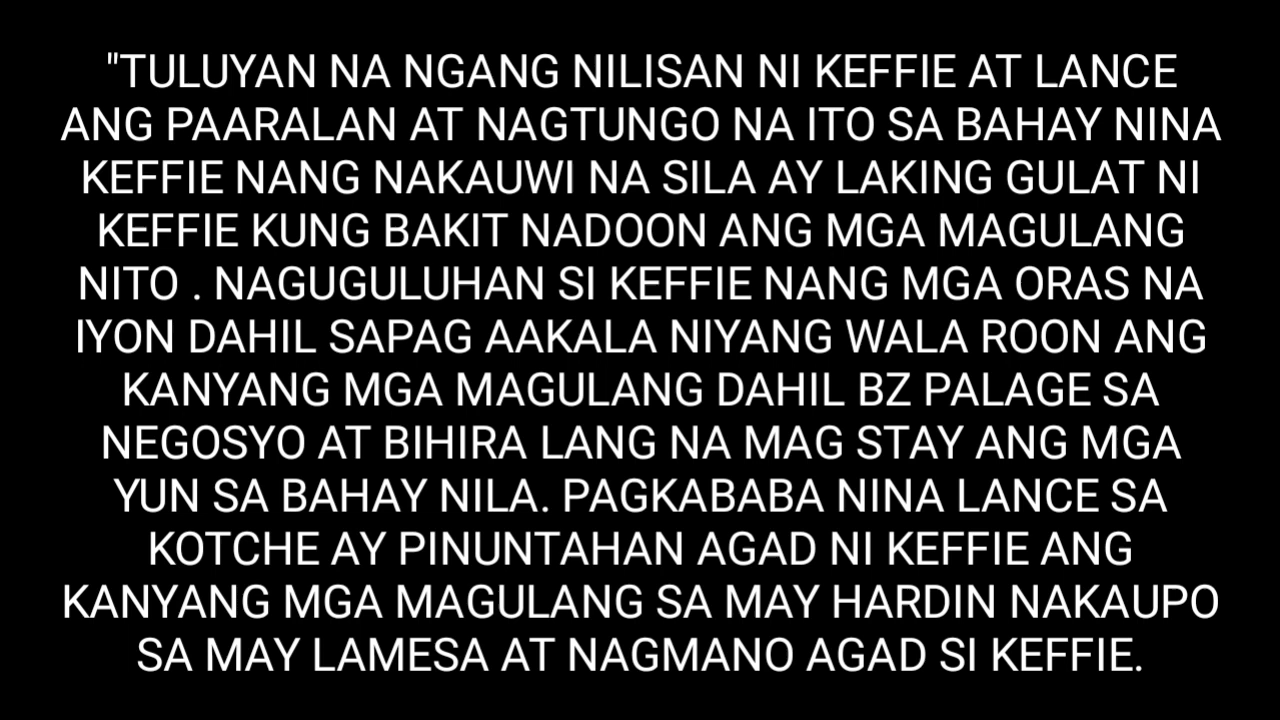 "TULUYAN NA NGANG NILISAN NI KEFFIE AT LANCE
ANG PAARALAN AT NAGTUNGO NA ITO SA BAHAY NINA
KEFFIE NANG NAKAUWI NA SILA AY LAKING GULAT NI
KEFFIE KUNG BAKIT NADOON ANG MGA MAGULANG
NITO . NAGUGULUHAN SI KEFFIE NANG MGA ORAS NA
IYON DAHIL SAPAG AAKALA NIYANG WALA ROON ANG
KANYANG MGA MAGULANG DAHIL BZ PALAGE SA
NEGOSYO AT BIHIRA LANG NA MAG STAY ANG MGA
YUN SA BAHAY NILA. PAGKABABA NINA LANCE SA
KOTCHE AY PINUNTAHAN AGAD NI KEFFIE ANG
KANYANG MGA MAGULANG SA MAY HARDIN NAKAUPO
SA MAY LAMESA AT NAGMANO AGAD SI KEFFIE.